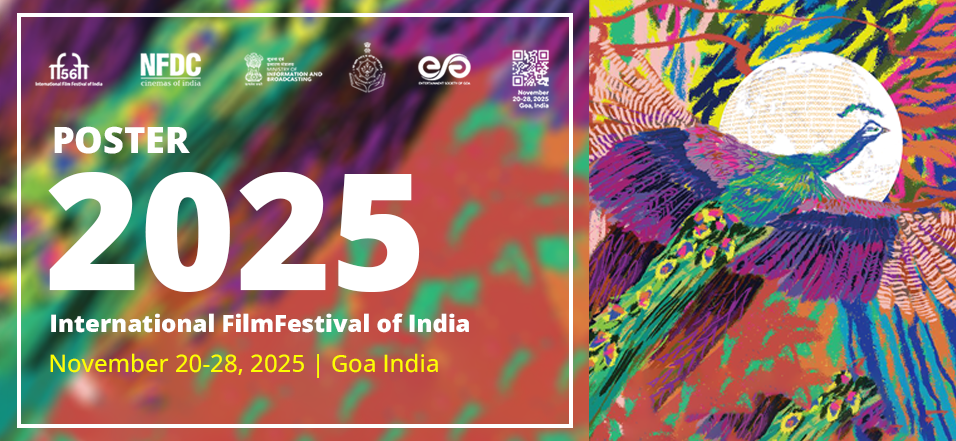 International Film Festival of India
NFDC
cinemas of india
MINISTRY OF
INFORMATION AND
BROADCASTING
ENTERTAINMENT SOCIETY OF GOA
November
20-28, 2025
Goa, India
POSTER
2025
International FilmFestival of India
November 20-28, 2025 | Goa India